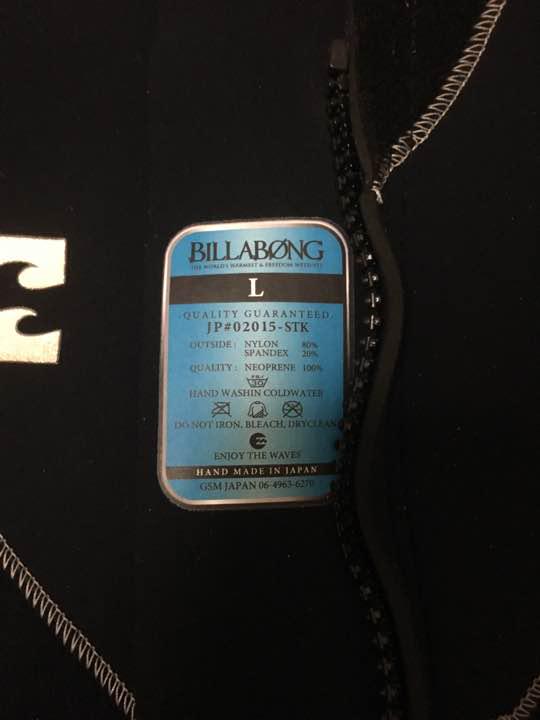 BILLABØNG
THE WORLD'S WARMEST & FREEDOM WETSUITS
L
QUALITY GUARANTEED
JP#02015-STK
OUTSIDE: NYLON 80%
SPANDEX 20%
QUALITY: NEOPRENE 100%
30
HAND WASHIN COLDWATER
DO NOT IRON, BLEACH, DRYCLEAN
ENJOY THE WAVES
HAND MADE IN JAPAN
GSM JAPAN 06-4963-6270